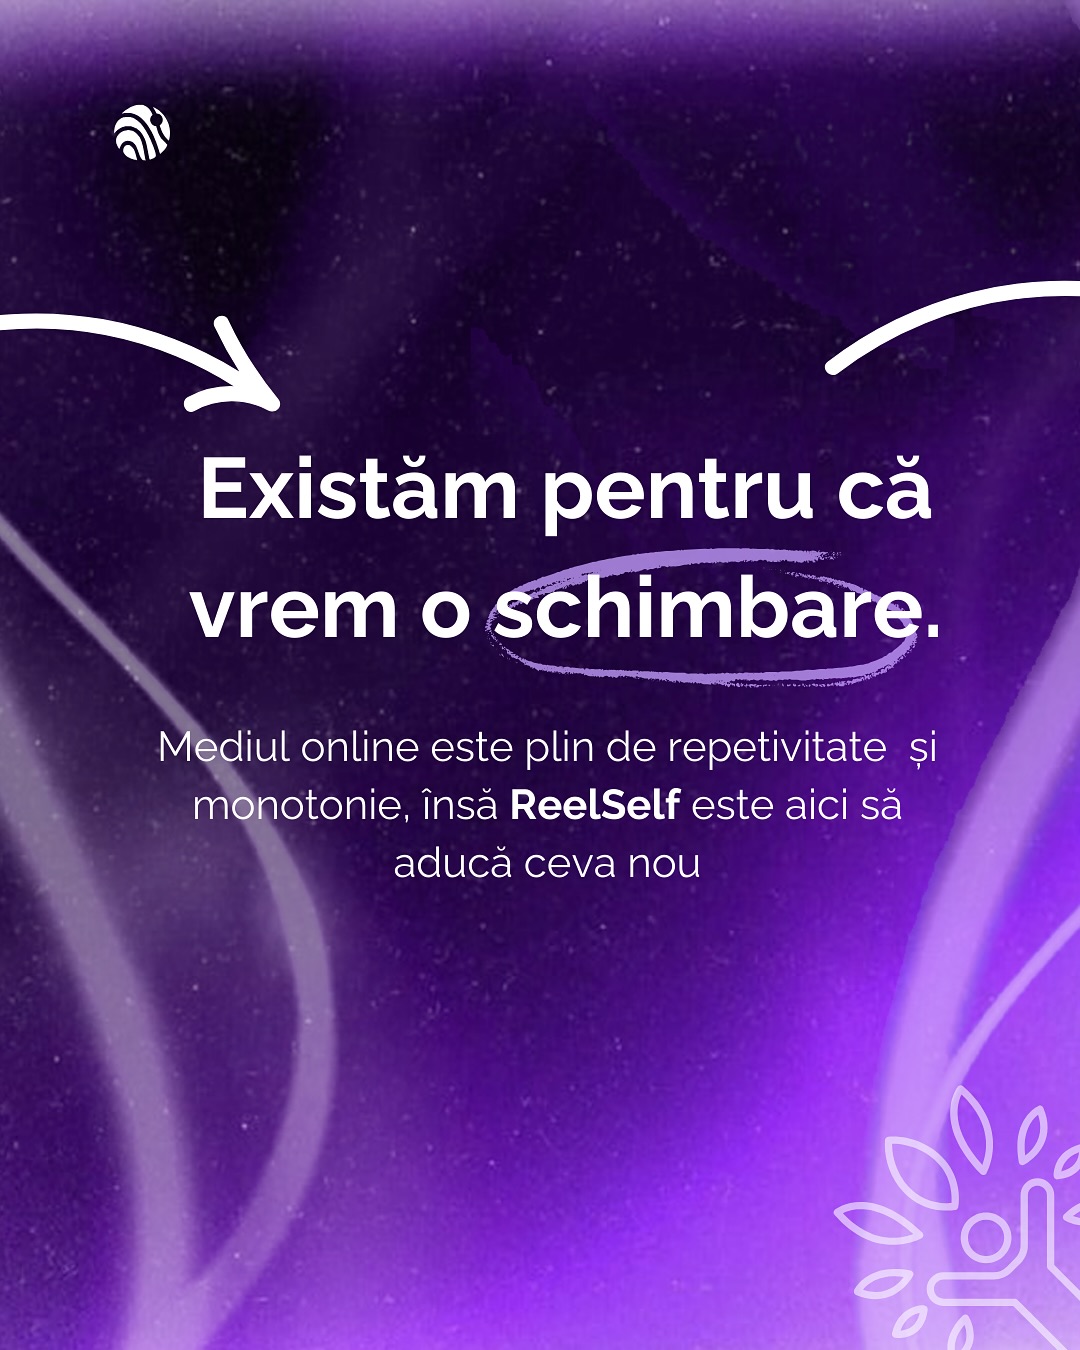 Existăm pentru că
vrem o schimbare.
Mediul online este plin de repetivitate  și
monotonie, însă ReelSelf este aici să
aducă ceva nou